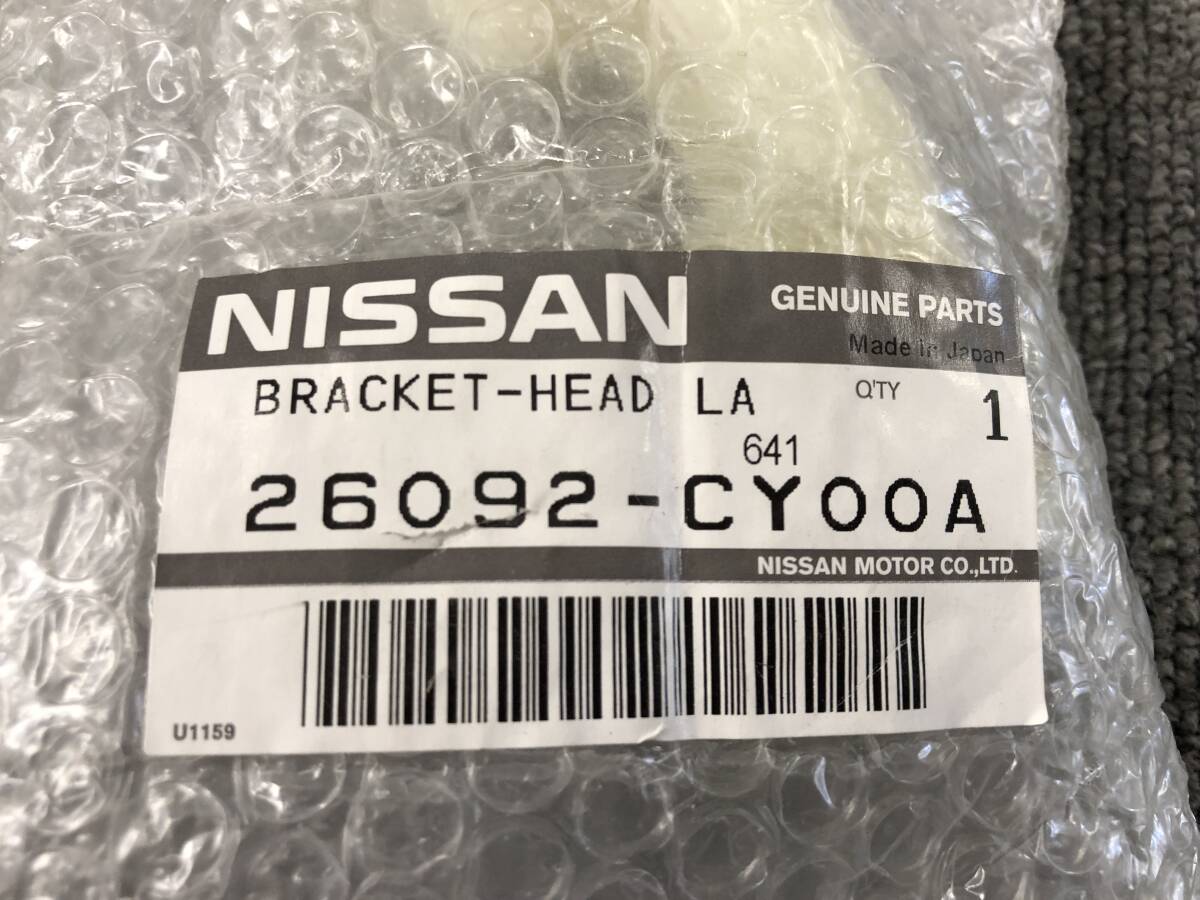 NISSAN GENUINE PARTS
Made in Japan
BRACKET-HEAD LA Q'TY 1
641
26092-CY00A
NISSAN MOTOR CO.,LTD.
U1159